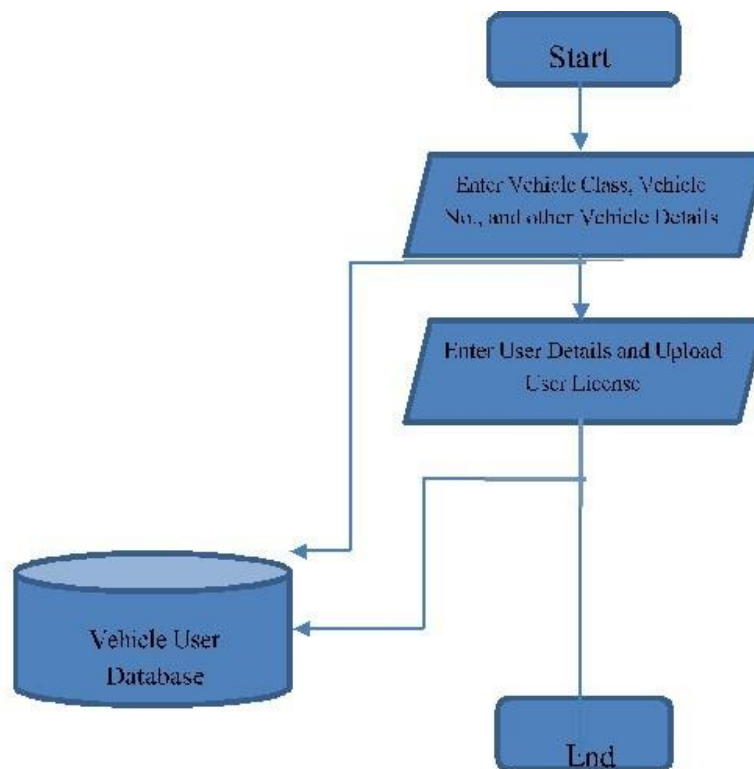 Start
Enter Vehicle Class, Vehicle
No., and other Vehicle Details
Enter User Details and Upload
User License
Vehicle User
Database
End